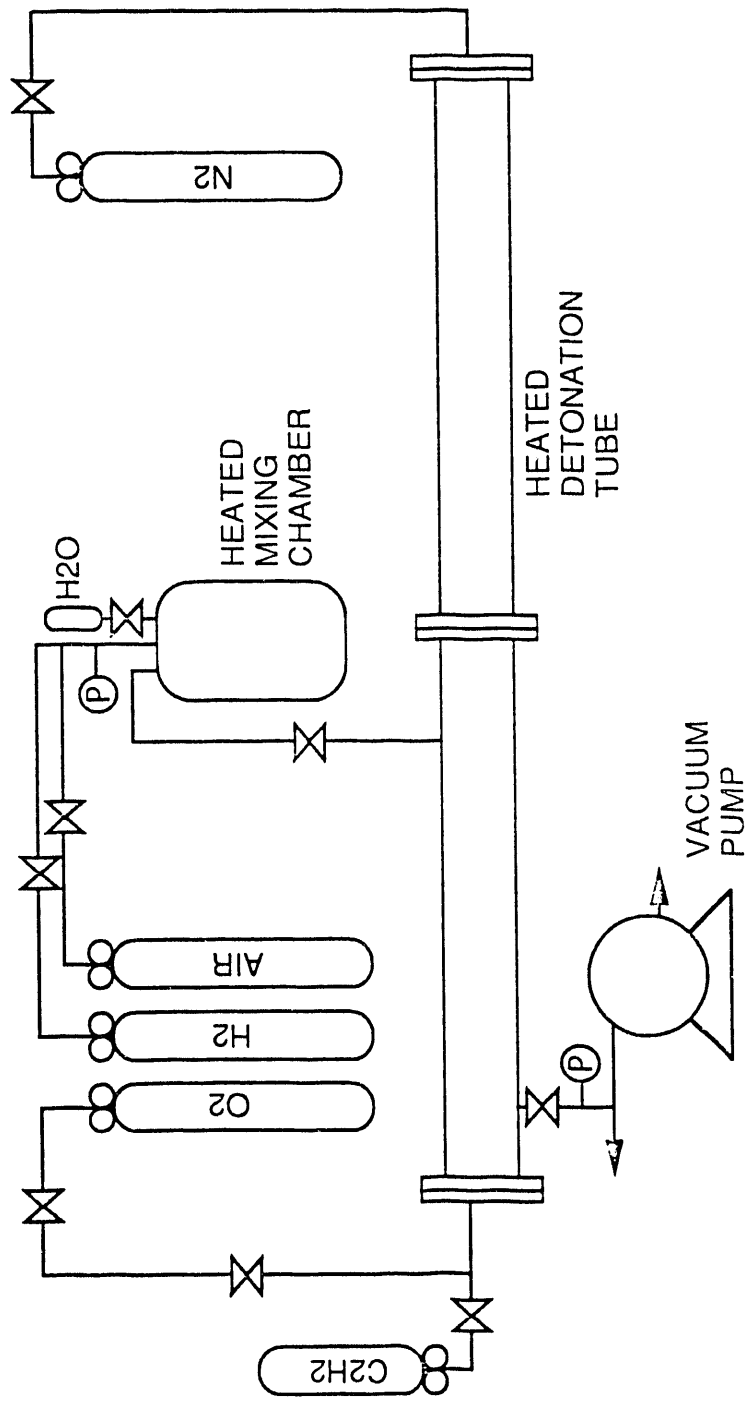 N2
H2O
HEATED
MIXING
CHAMBER
P
AIR
H2
O2
C2H2
HEATED
DETONATION
TUBE
P
VACUUM
PUMP